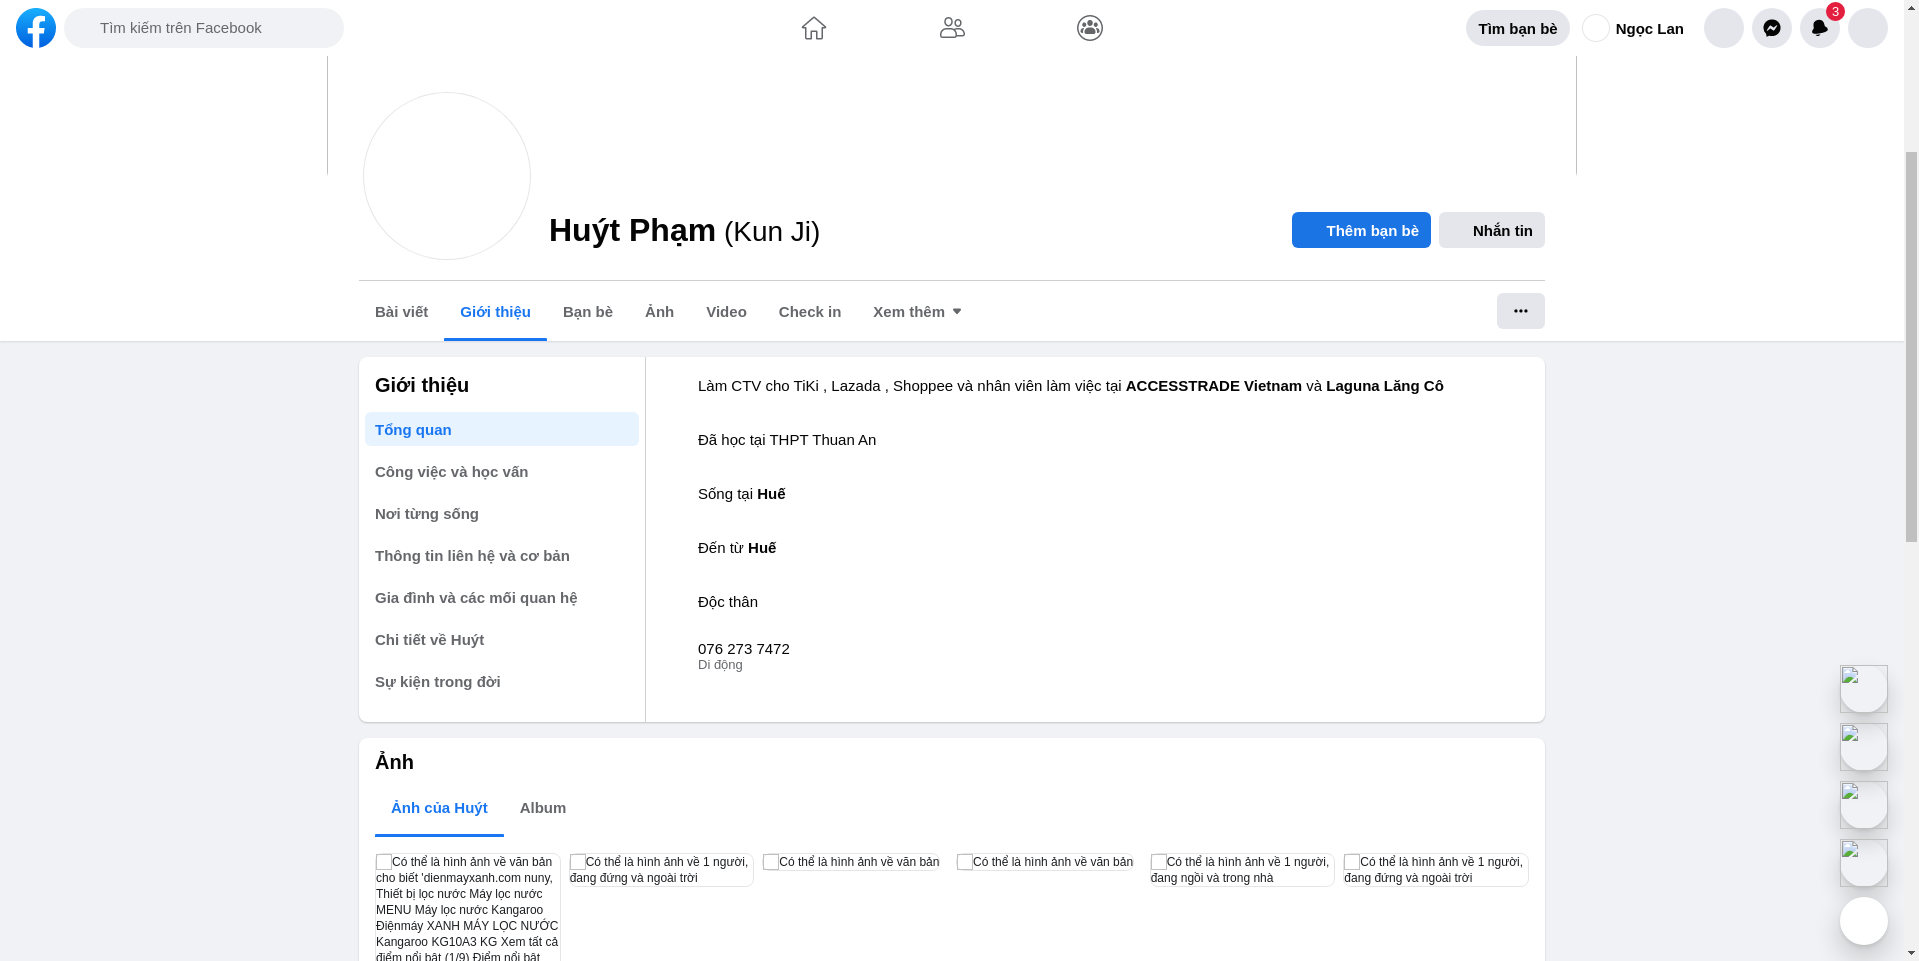 Tìm kiếm trên Facebook
Tìm bạn bè
Ngọc Lan
3
Huýt Phạm (Kun Ji)
Thêm bạn bè
Nhắn tin
Bài viết
Giới thiệu
Bạn bè
Ảnh
Video
Check in
Xem thêm
Giới thiệu
Tổng quan
Công việc và học vấn
Nơi từng sống
Thông tin liên hệ và cơ bản
Gia đình và các mối quan hệ
Chi tiết về Huýt
Sự kiện trong đời
Làm CTV cho TiKi , Lazada , Shoppee và nhân viên làm việc tại ACCESSTRADE Vietnam và Laguna Lăng Cô
Đã học tại THPT Thuan An
Sống tại Huế
Đến từ Huế
Độc thân
076 273 7472
Di động
Ảnh
Ảnh của Huýt
Album
Có thể là hình ảnh về văn bản
cho biết 'dienmayxanh.com nuny,
Thiết bị lọc nước Máy lọc nước
MENU Máy lọc nước Kangaroo
Điệnmáy XANH MÁY LỌC NƯỚC
Kangaroo KG10A3 KG Xem tất cả
điểm nổi bật (1/9) Điểm nổi bật
Có thể là hình ảnh về 1 người,
đang đứng và ngoài trời
Có thể là hình ảnh về văn bản
Có thể là hình ảnh về văn bản
Có thể là hình ảnh về 1 người,
đang ngồi và trong nhà
Có thể là hình ảnh về 1 người,
đang đứng và ngoài trời